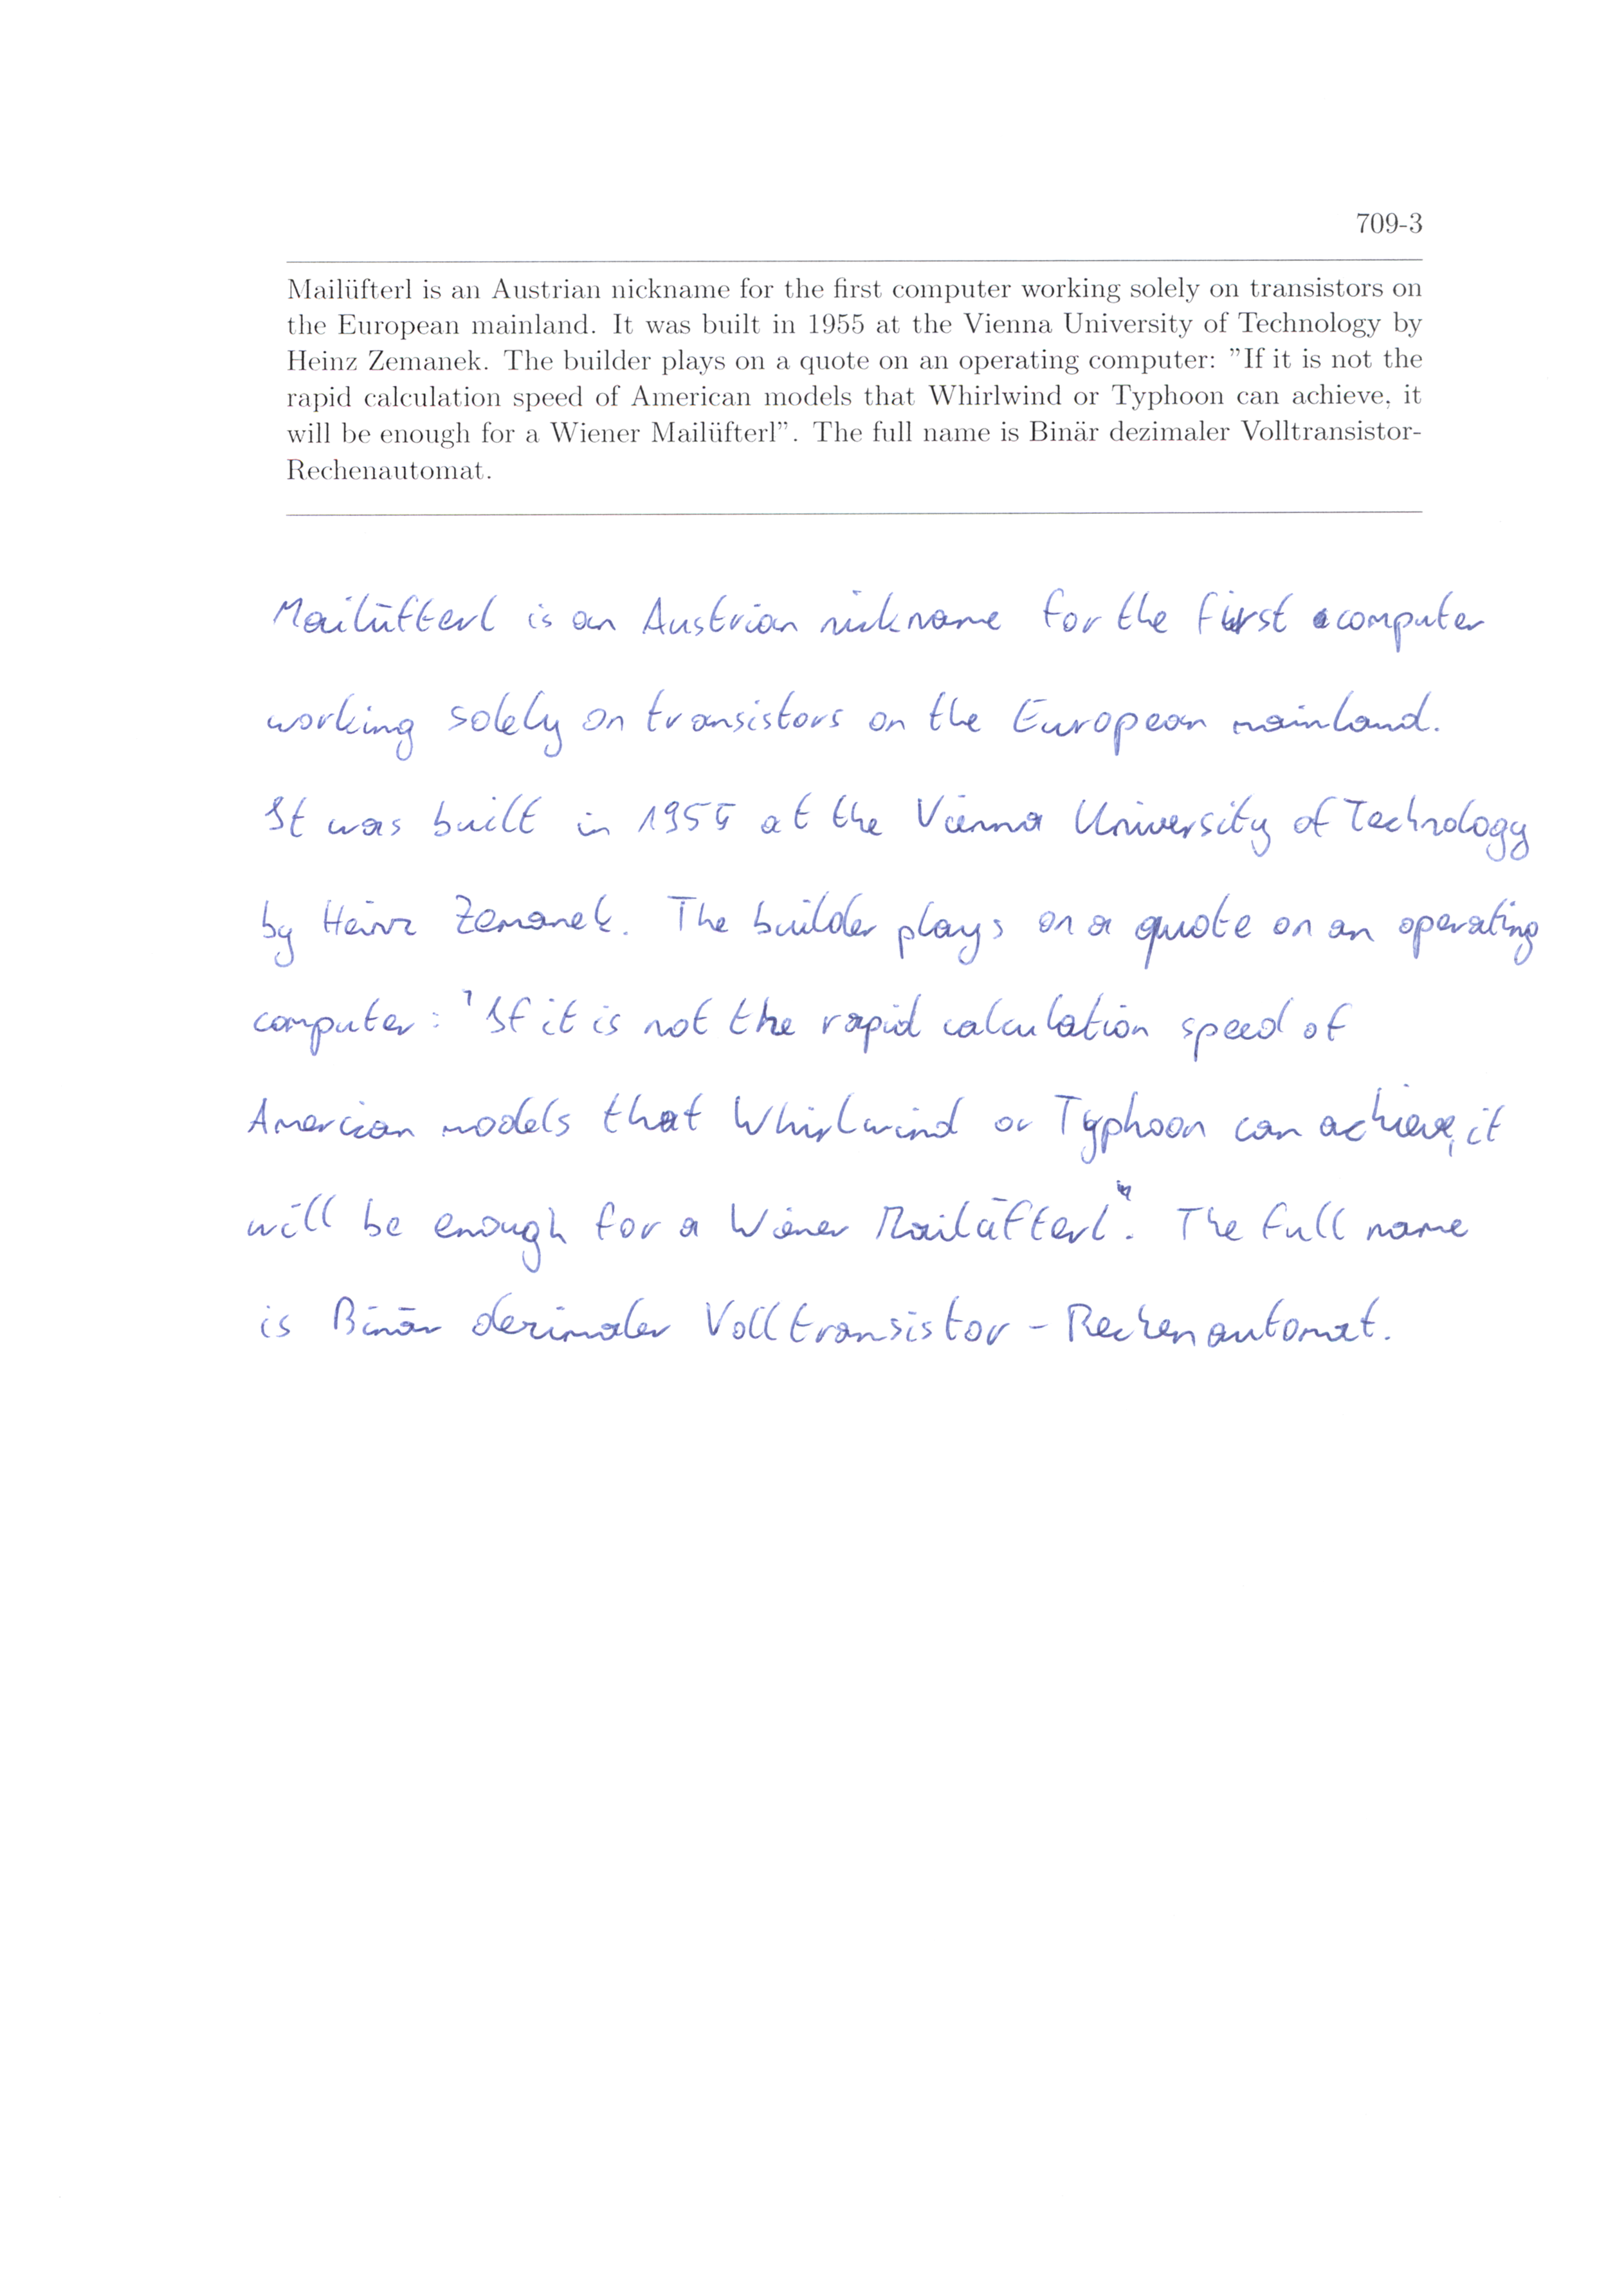 709-3
Mailüfterl is an Austrian nickname for the first computer working solely on transistors on
the European mainland. It was built in 1955 at the Vienna University of Technology by
Heinz Zemanek. The builder plays on a quote on an operating computer: ”If it is not the
rapid calculation speed of American models that Whirlwind or Typhoon can achieve, it
will be enough for a Wiener Mailüfterl”. The full name is Binär dezimaler Volltransistor-
Rechenautomat.
Mailüfterl is an Austrian nickname for the first computer
working solely on transistors on the European mainland.
It was built in 1955 at the Vienna University of Technology
by Heinz Zemanek. The builder plays on a quote on an operating
computer: "If it is not the rapid calculation speed of
Amercian models that Whirlwind or Typhoon can achieve, it
will be enough for a Wiener Mailüfterl". The full name
is Binär dezimaler Volltransistor - Rechenautomat.